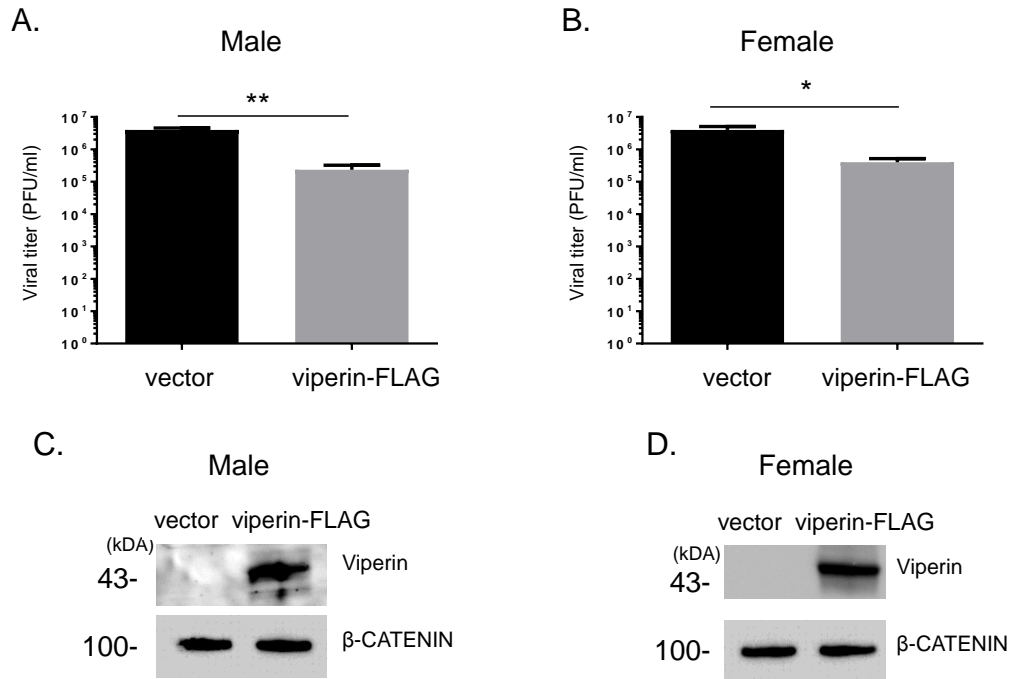 A.
Male
**
Viral titer (PFU/ml)
10⁷
10⁶
10⁵
10⁴
10³
10²
10¹
10⁰
vector viperin-FLAG
B.
Female
*
Viral titer (PFU/ml)
10⁷
10⁶
10⁵
10⁴
10³
10²
10¹
10⁰
vector viperin-FLAG
C.
Male
vector viperin-FLAG
(kDA)
43- Viperin
100- β-CATENIN
D.
Female
vector viperin-FLAG
(kDA)
43- Viperin
100- β-CATENIN